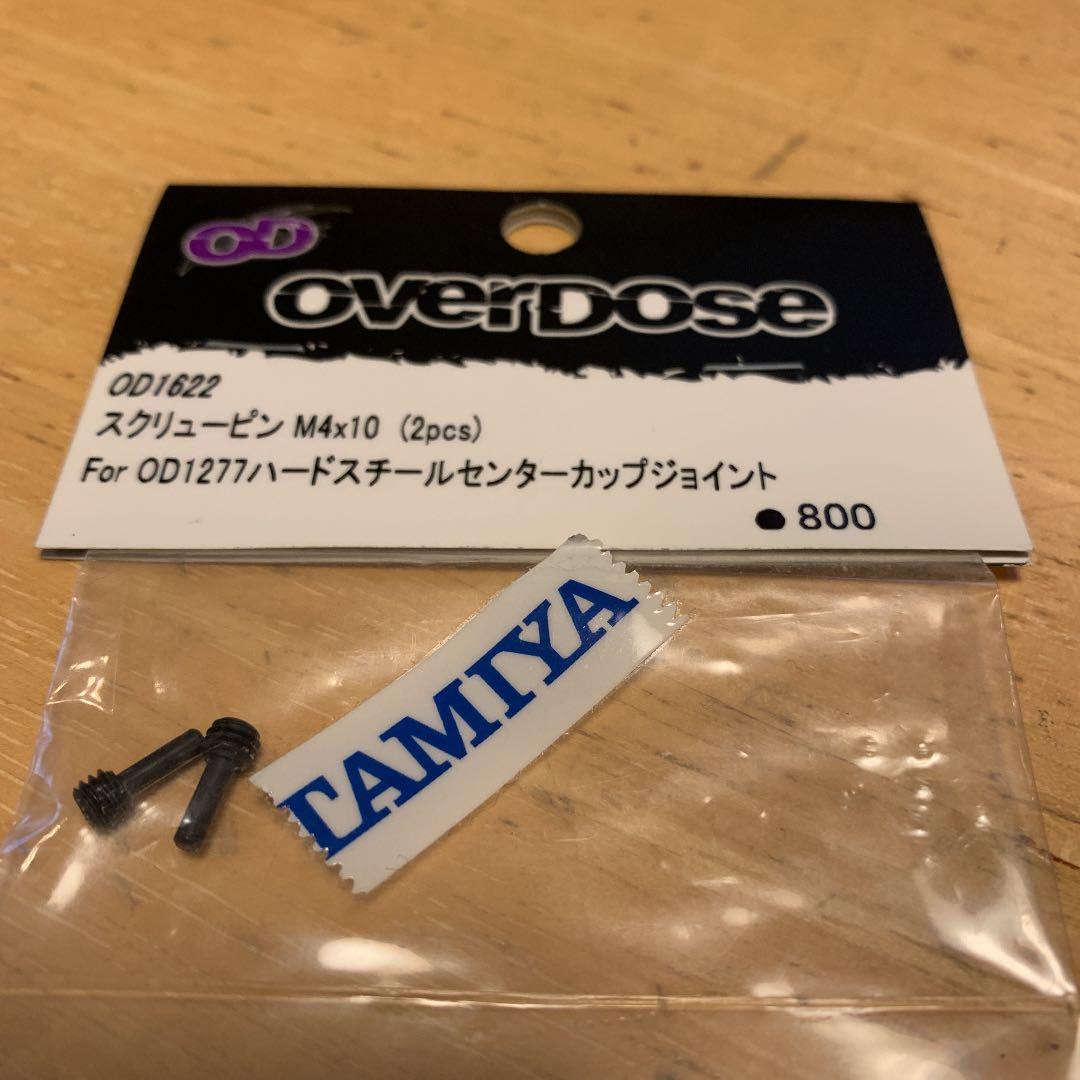 OD
OVERDOSE
OD1622
スクリューピン M4x10 (2pcs)
For OD1277ハードスチールセンターカップジョイント
●800
TAMIYA